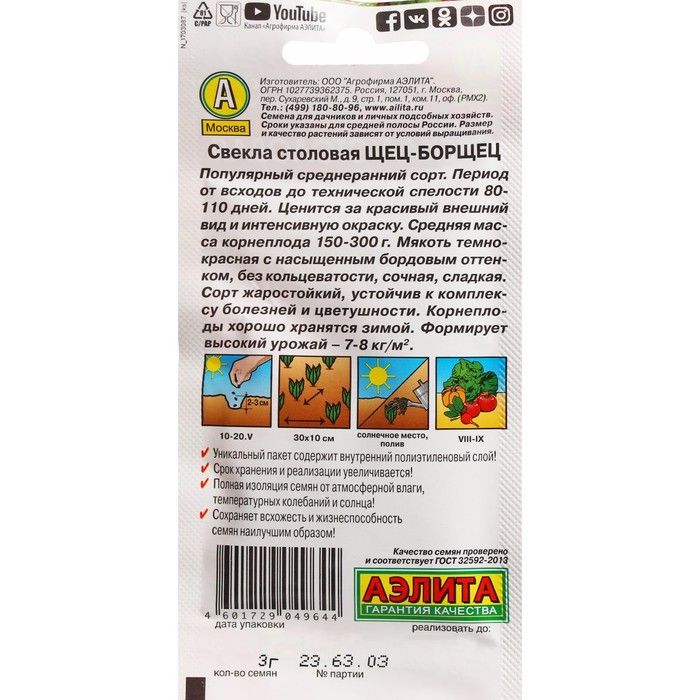 N_1703087 (кs)
21
C/PAP
YouTube
Канал «Агрофирма АЭЛИТА»
А
Москва
Изготовитель: ООО "Агрофирма АЭЛИТА".
ОГРН 1027739362375. Россия, 127051, г. Москва,
пер. Сухаревский М., д. 9, стр.1, пом. 1, ком.11, оф. (РМХ2).
Тел.: (499) 180-80-96, www.ailita.ru
Семена для дачников и личных подсобных хозяйств.
Сроки указаны для средней полосы России. Размер
и качество растений зависят от условий выращивания.
Свекла столовая ЩЕЦ-БОРЩЕЦ
Популярный среднеранний сорт. Период
от всходов до технической спелости 80-
110 дней. Ценится за красивый внешний
вид и интенсивную окраску. Средняя мас-
са корнеплода 150-300 г. Мякоть темно-
красная с насыщенным бордовым оттен-
ком, без кольцеватости, сочная, сладкая.
Сорт жаростойкий, устойчив к комплек-
су болезней и цветушности. Корнепло-
ды хорошо хранятся зимой. Формирует
высокий урожай – 7-8 кг/м².
2-3 см
10-20.V
30х10 см
солнечное место,
полив
VIII-IX
Уникальный пакет содержит внутренний полиэтиленовый слой!
Срок хранения и реализации увеличивается!
Полная изоляция семян от атмосферной влаги,
температурных колебаний и солнца!
Сохраняет всхожесть и жизнеспособность
семян наилучшим образом!
Качество семян проверено
и соответствует ГОСТ 32592-2013
АЭЛИТА
ГАРАНТИЯ КАЧЕСТВА
4 601729 049644
дата упаковки
реализовать до:
3г
23.63.03
кол-во семян
№ партии